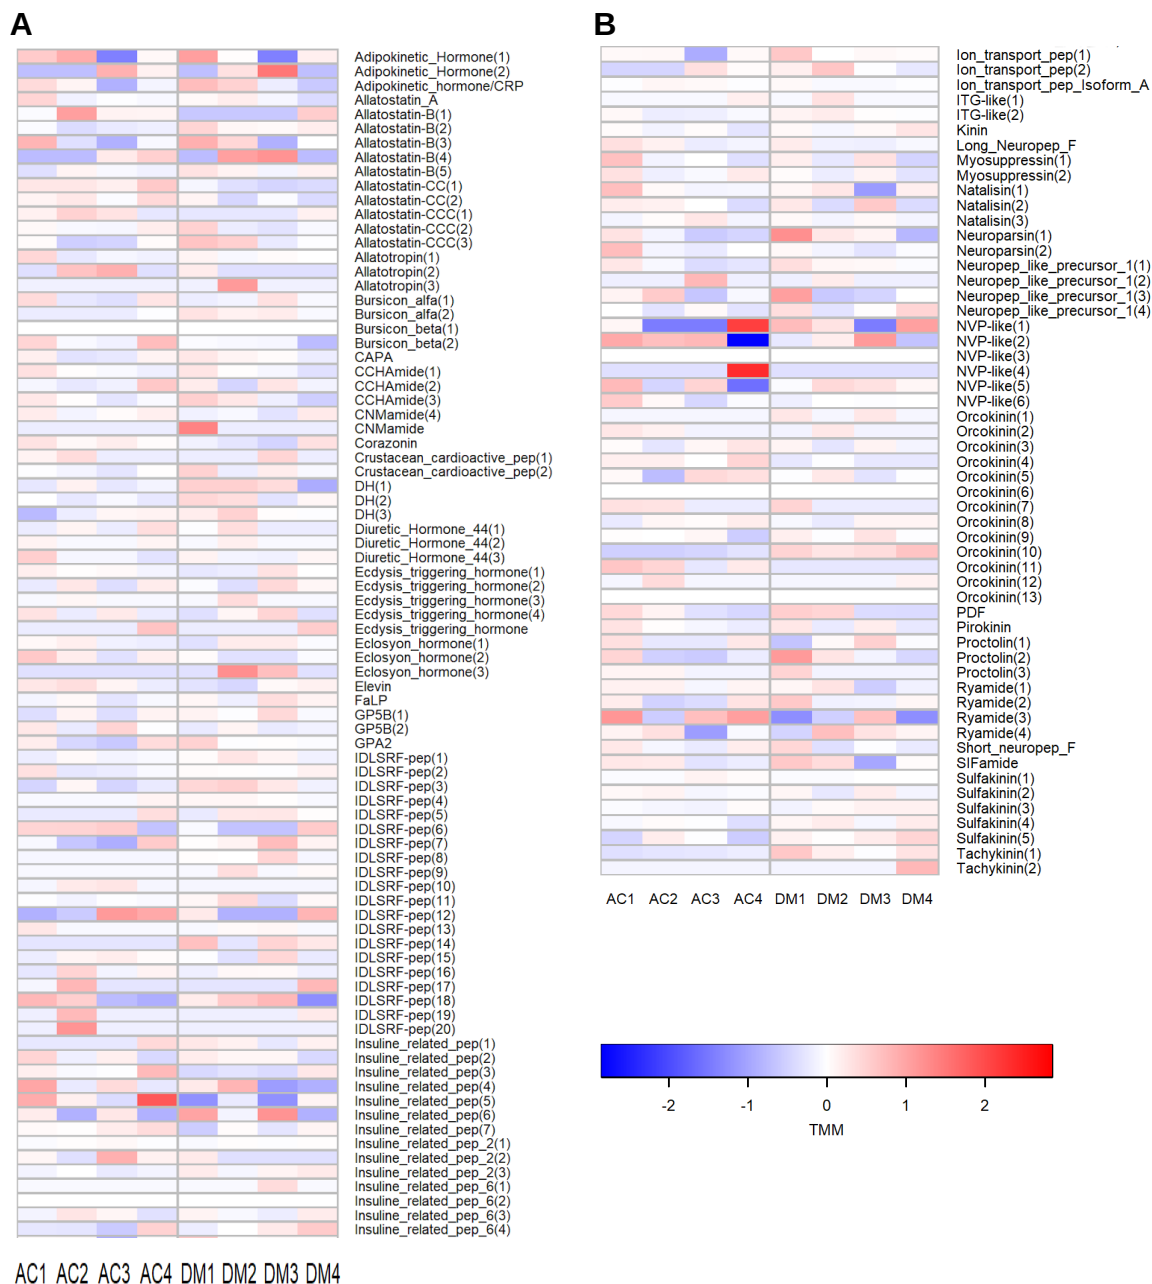 A
Adipokinetic_Hormone(1)
Adipokinetic_Hormone(2)
Adipokinetic_hormone/CRP
Allatostatin_A
Allatostatin-B(1)
Allatostatin-B(2)
Allatostatin-B(3)
Allatostatin-B(4)
Allatostatin-B(5)
Allatostatin-CC(1)
Allatostatin-CC(2)
Allatostatin-CCC(1)
Allatostatin-CCC(2)
Allatostatin-CCC(3)
Allatotropin(1)
Allatotropin(2)
Allatotropin(3)
Bursicon_alfa(1)
Bursicon_alfa(2)
Bursicon_beta(1)
Bursicon_beta(2)
CAPA
CCHAmide(1)
CCHAmide(2)
CCHAmide(3)
CNMamide(4)
CNMamide
Corazonin
Crustacean_cardioactive_pep(1)
Crustacean_cardioactive_pep(2)
DH(1)
DH(2)
DH(3)
Diuretic_Hormone_44(1)
Diuretic_Hormone_44(2)
Diuretic_Hormone_44(3)
Ecdysis_triggering_hormone(1)
Ecdysis_triggering_hormone(2)
Ecdysis_triggering_hormone(3)
Ecdysis_triggering_hormone(4)
Ecdysis_triggering_hormone
Eclosyon_hormone(1)
Eclosyon_hormone(2)
Eclosyon_hormone(3)
Elevin
FaLP
GP5B(1)
GP5B(2)
GPA2
IDLSRF-pep(1)
IDLSRF-pep(2)
IDLSRF-pep(3)
IDLSRF-pep(4)
IDLSRF-pep(5)
IDLSRF-pep(6)
IDLSRF-pep(7)
IDLSRF-pep(8)
IDLSRF-pep(9)
IDLSRF-pep(10)
IDLSRF-pep(11)
IDLSRF-pep(12)
IDLSRF-pep(13)
IDLSRF-pep(14)
IDLSRF-pep(15)
IDLSRF-pep(16)
IDLSRF-pep(17)
IDLSRF-pep(18)
IDLSRF-pep(19)
IDLSRF-pep(20)
Insuline_related_pep(1)
Insuline_related_pep(2)
Insuline_related_pep(3)
Insuline_related_pep(4)
Insuline_related_pep(5)
Insuline_related_pep(6)
Insuline_related_pep(7)
Insuline_related_pep_2(1)
Insuline_related_pep_2(2)
Insuline_related_pep_2(3)
Insuline_related_pep_6(1)
Insuline_related_pep_6(2)
Insuline_related_pep_6(3)
Insuline_related_pep_6(4)
AC1 AC2 AC3 AC4 DM1 DM2 DM3 DM4
B
Ion_transport_pep(1)
Ion_transport_pep(2)
Ion_transport_pep_Isoform_A
ITG-like(1)
ITG-like(2)
Kinin
Long_Neuropep_F
Myosuppressin(1)
Myosuppressin(2)
Natalisin(1)
Natalisin(2)
Natalisin(3)
Neuroparsin(1)
Neuroparsin(2)
Neuropep_like_precursor_1(1)
Neuropep_like_precursor_1(2)
Neuropep_like_precursor_1(3)
Neuropep_like_precursor_1(4)
NVP-like(1)
NVP-like(2)
NVP-like(3)
NVP-like(4)
NVP-like(5)
NVP-like(6)
Orcokinin(1)
Orcokinin(2)
Orcokinin(3)
Orcokinin(4)
Orcokinin(5)
Orcokinin(6)
Orcokinin(7)
Orcokinin(8)
Orcokinin(9)
Orcokinin(10)
Orcokinin(11)
Orcokinin(12)
Orcokinin(13)
PDF
Pirokinin
Proctolin(1)
Proctolin(2)
Proctolin(3)
Ryamide(1)
Ryamide(2)
Ryamide(3)
Ryamide(4)
Short_neuropep_F
SIFamide
Sulfakinin(1)
Sulfakinin(2)
Sulfakinin(3)
Sulfakinin(4)
Sulfakinin(5)
Tachykinin(1)
Tachykinin(2)
AC1 AC2 AC3 AC4 DM1 DM2 DM3 DM4
-2 -1 0 1 2
TMM